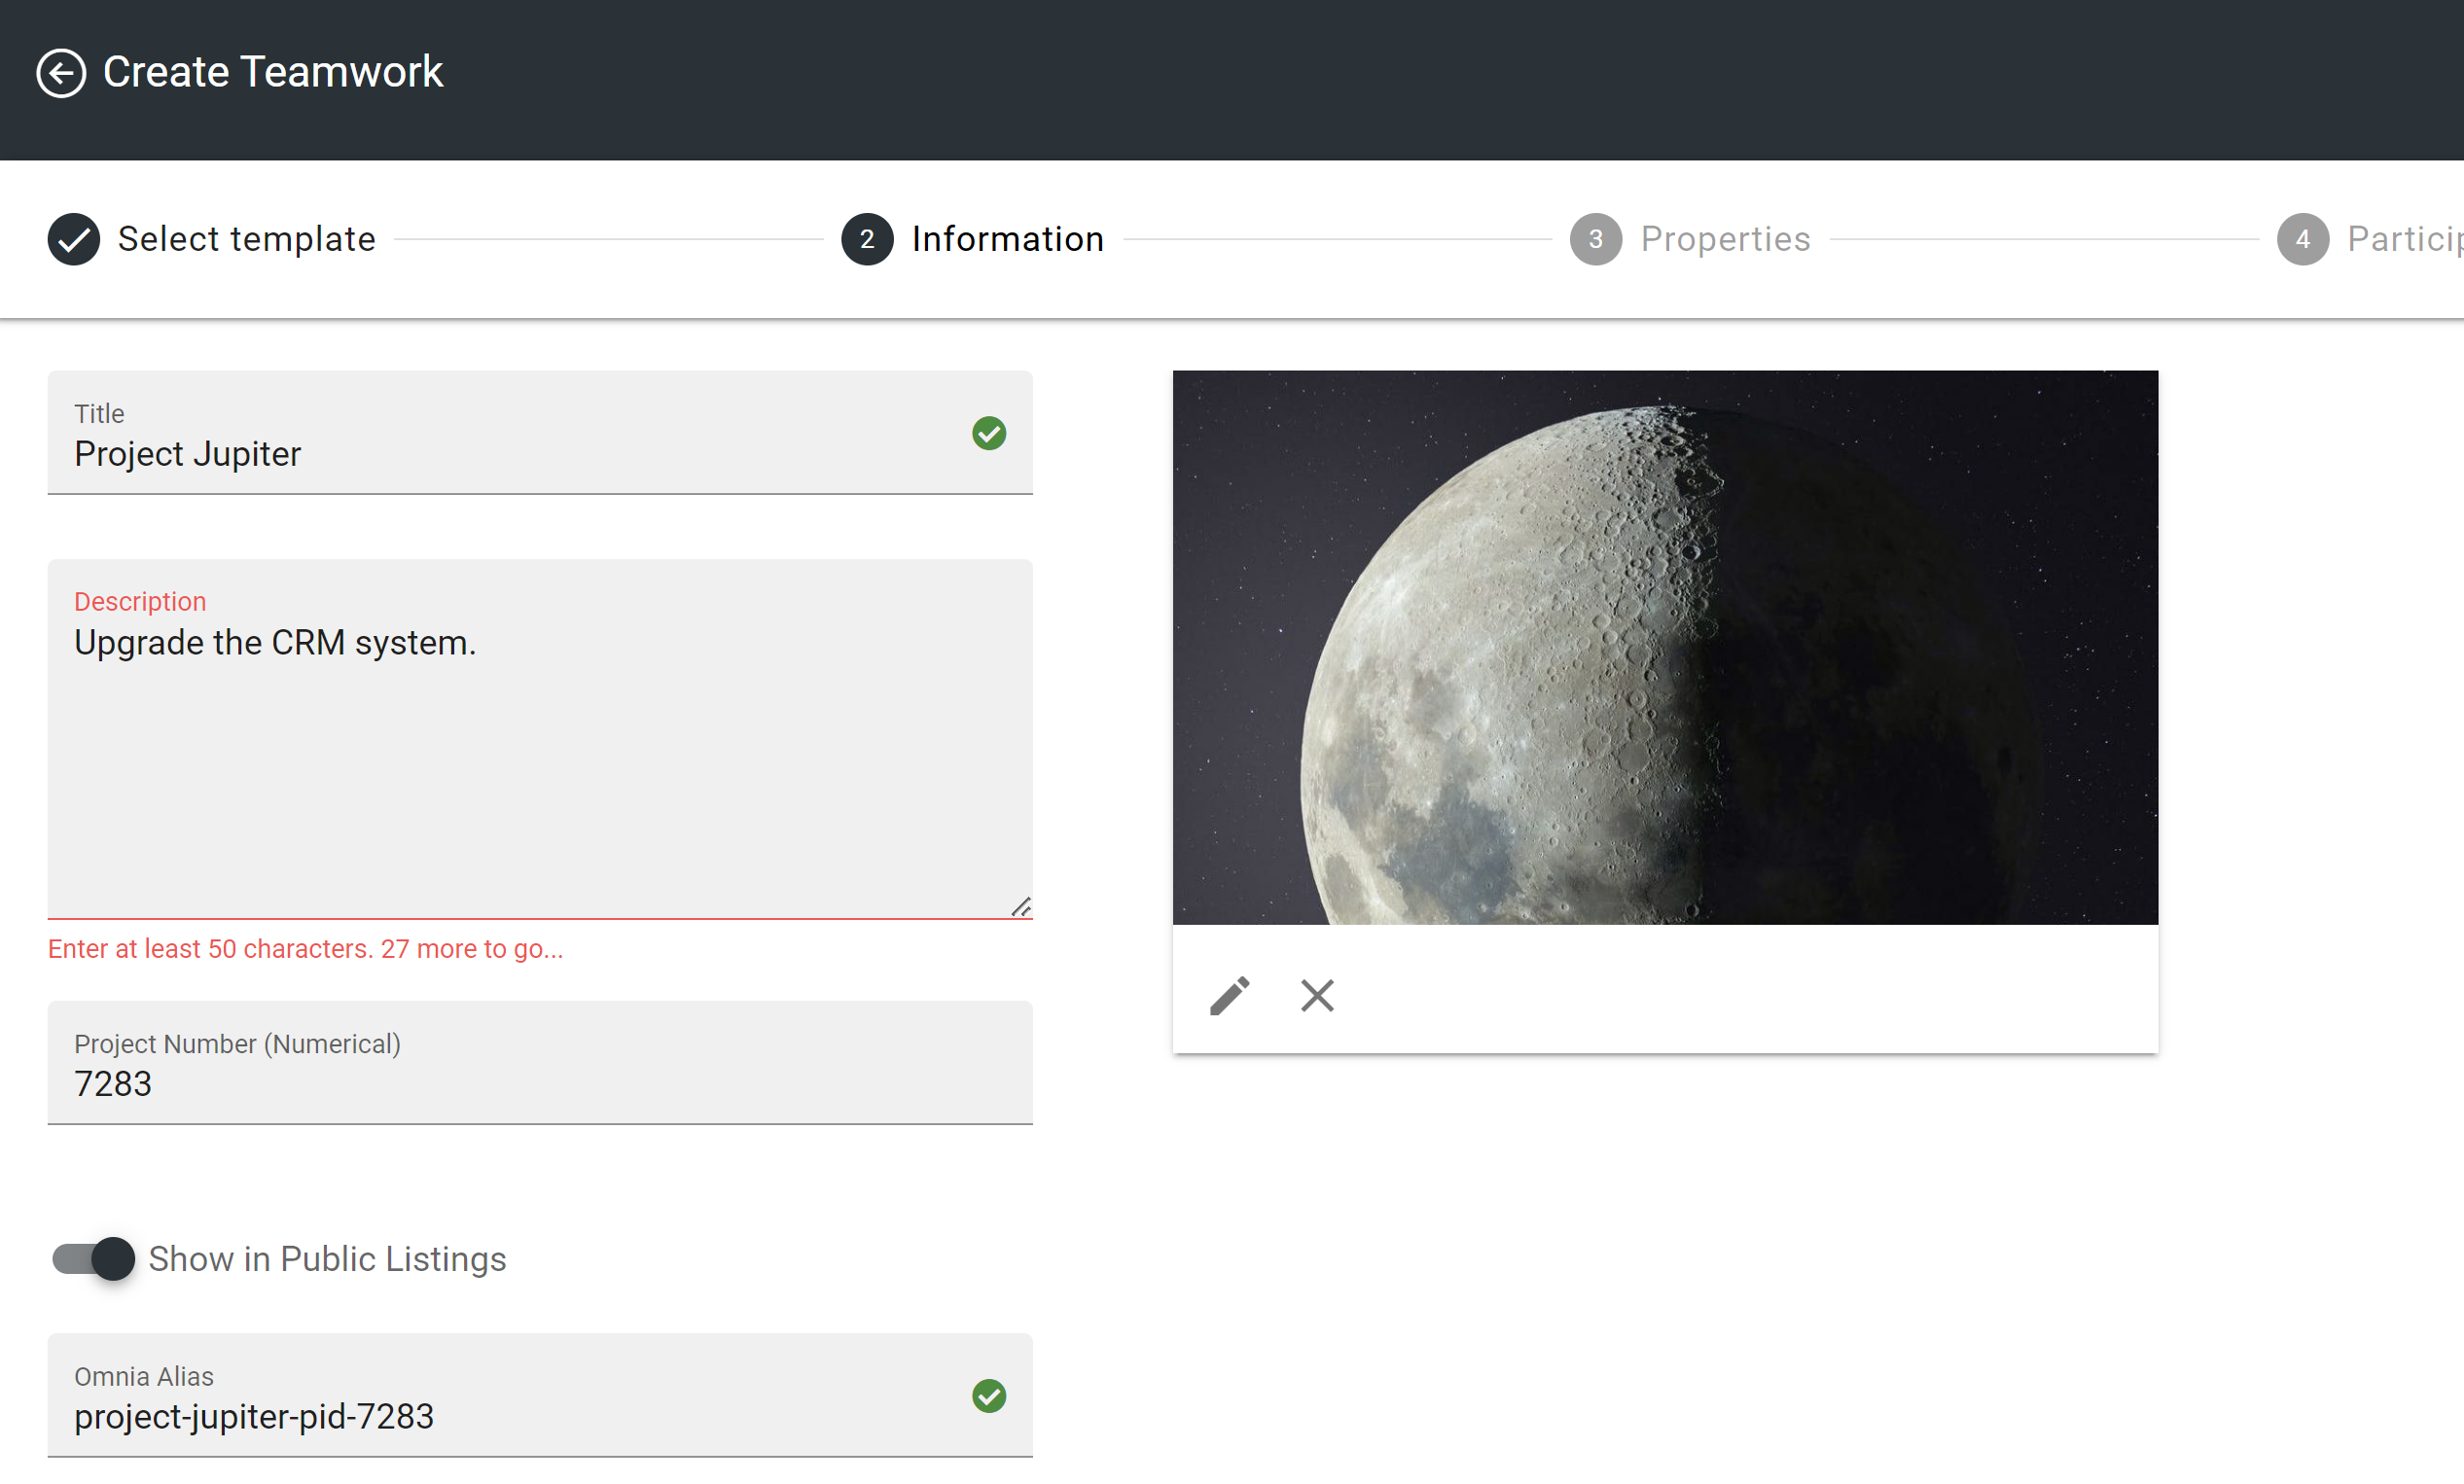 Create Teamwork
Select template
2 Information
3 Properties
4 Particip
Title
Project Jupiter
Description
Upgrade the CRM system.
Enter at least 50 characters. 27 more to go...
Project Number (Numerical)
7283
Show in Public Listings
Omnia Alias
project-jupiter-pid-7283